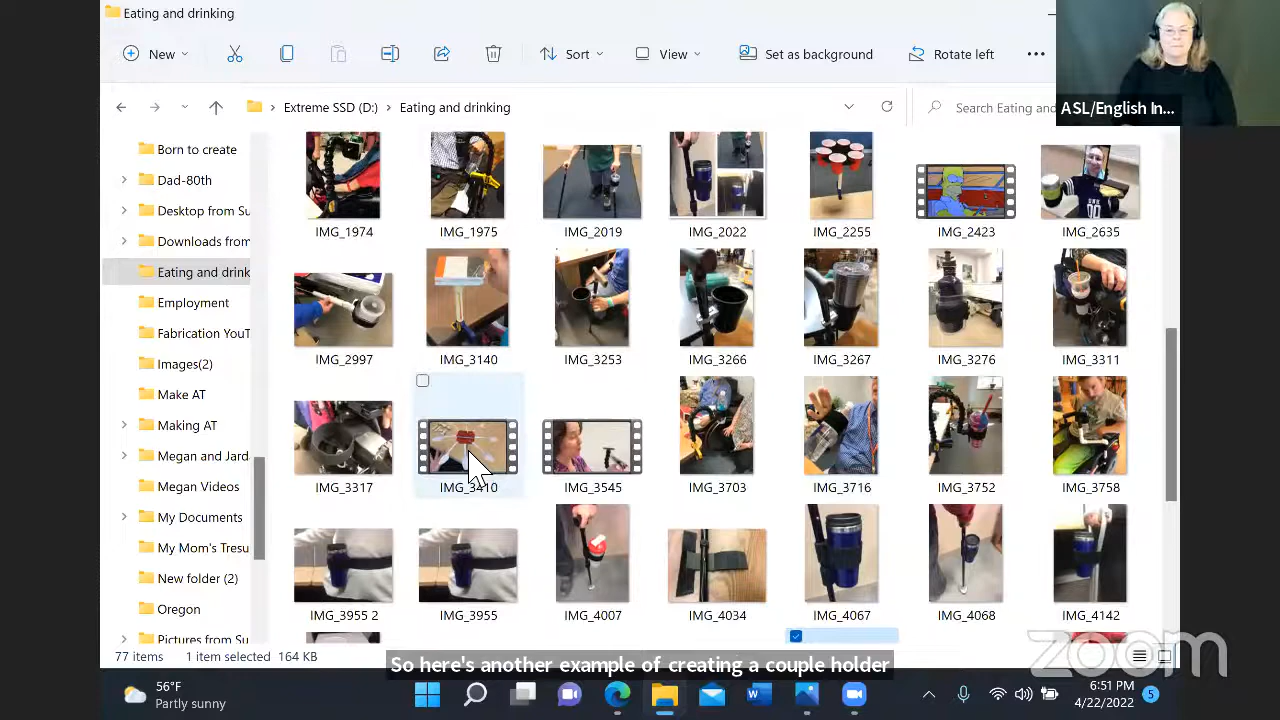 Eating and drinking
New
Sort
View
Set as background
Rotate left
ASL/English In...
Extreme SSD (D:) > Eating and drinking
Search Eating and
Born to create
Dad-80th
Desktop from Su
Downloads from
Eating and drink
Employment
Fabrication YouT
Images(2)
Make AT
Making AT
Megan and Jard
Megan Videos
My Documents
My Mom's Tresu
New folder (2)
Oregon
Pictures from Su
IMG_1974 IMG_1975 IMG_2019 IMG_2022 IMG_2255 IMG_2423 IMG_2635
IMG_2997 IMG_3140 IMG_3253 IMG_3266 IMG_3267 IMG_3276 IMG_3311
IMG_3317 IMG_3410 IMG_3545 IMG_3703 IMG_3716 IMG_3752 IMG_3758
IMG_3955 2 IMG_3955 IMG_4007 IMG_4034 IMG_4067 IMG_4068 IMG_4142
77 items 1 item selected 164 KB
So here's another example of creating a couple holder
zoom
56°F
Partly sunny
6:51 PM
4/22/2022
5